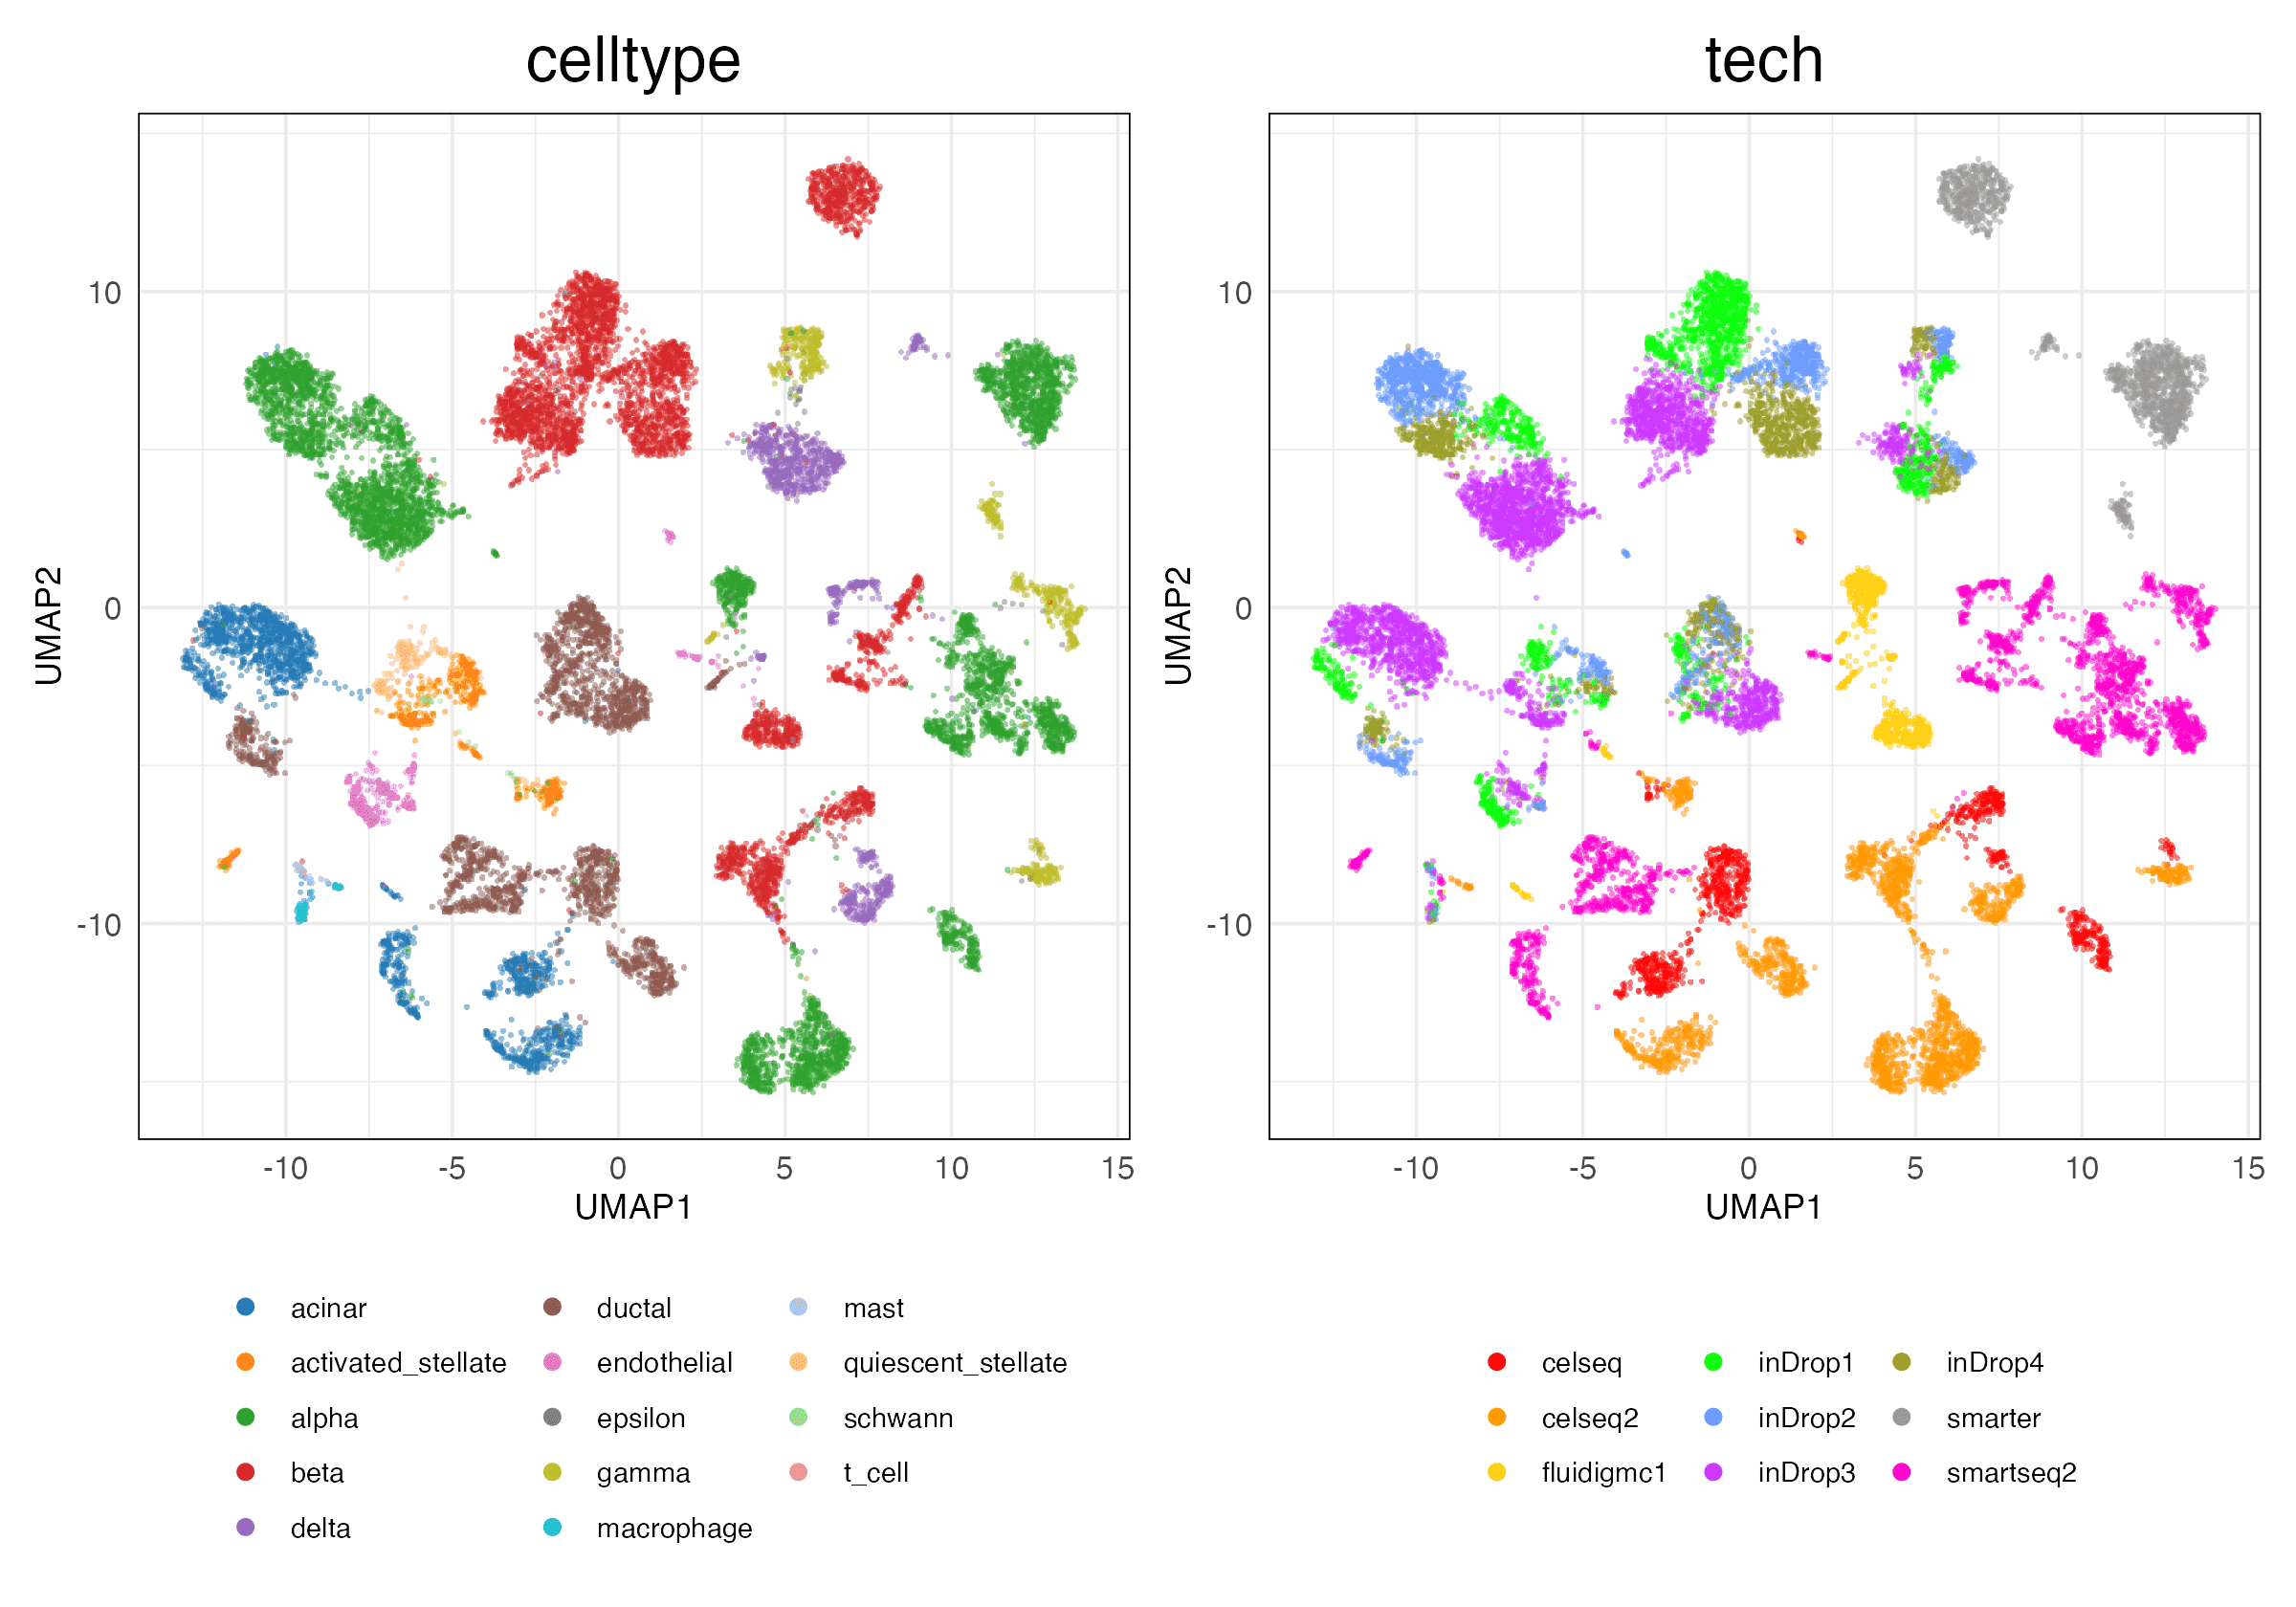 celltype
tech
10
0
-10
UMAP2
-10 -5 0 5 10 15
UMAP1
10
0
-10
UMAP2
-10 -5 0 5 10 15
UMAP1
acinar ductal mast
activated_stellate endothelial quiescent_stellate
alpha epsilon schwann
beta gamma t_cell
delta macrophage
celseq inDrop1 inDrop4
celseq2 inDrop2 smarter
fluidigmc1 inDrop3 smartseq2